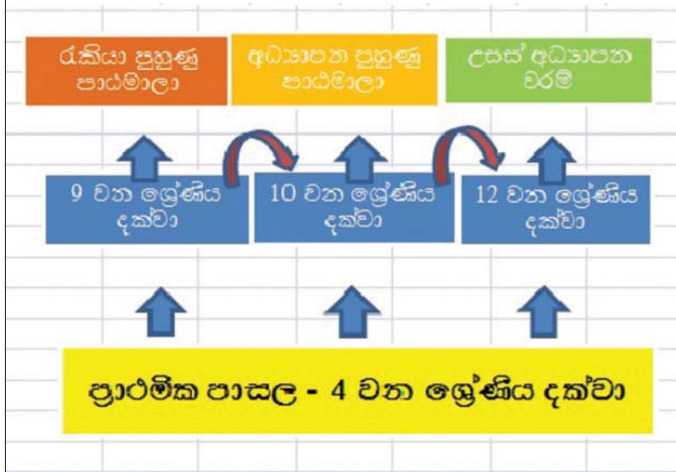 රැකියා පුහුණු
පාඨමාලා
අධ්‍යාපන පුහුණු
පාඨමාලා
උසස් අධ්‍යාපන
වරම්
9 වන ශ්‍රේණිය
දක්වා
10 වන ශ්‍රේණිය
දක්වා
12 වන ශ්‍රේණිය
දක්වා
ප්‍රාථමික පාසල - 4 වන ශ්‍රේණිය දක්වා